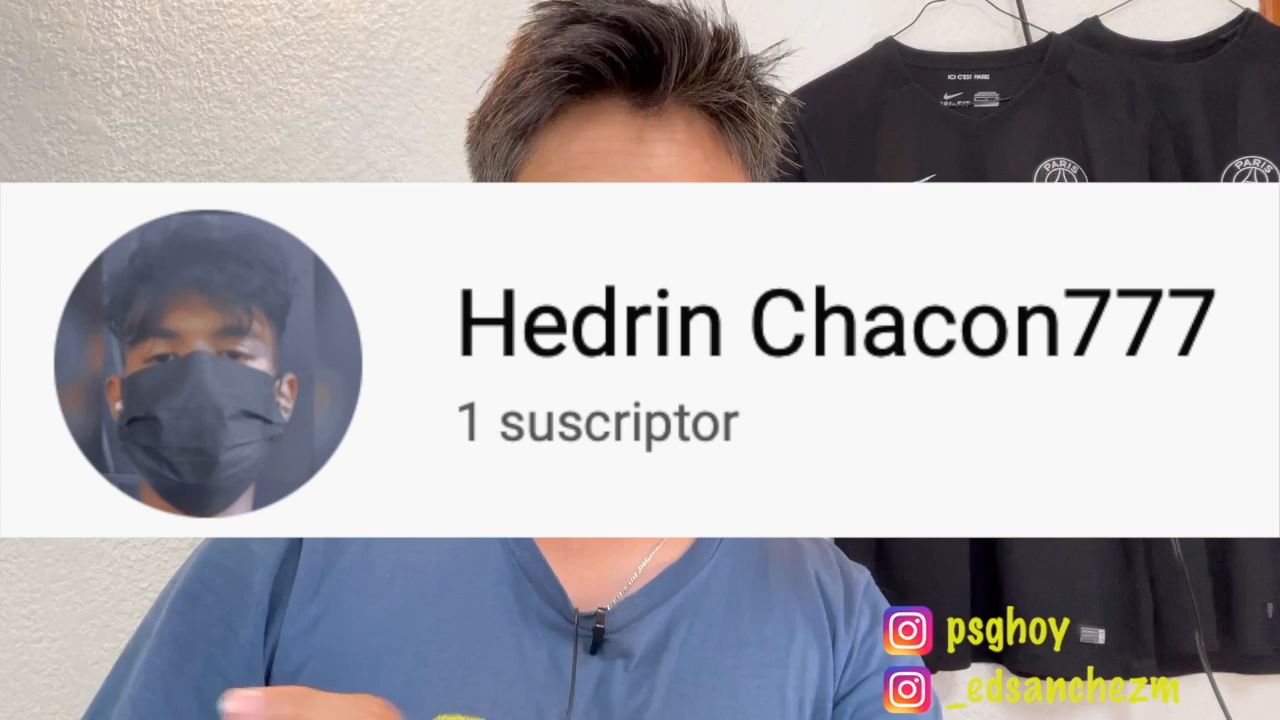 ICI C'EST PARIS
PARIS
PARIS
Hedrin Chacon777
1 suscriptor
psghoy
_edsanchezm